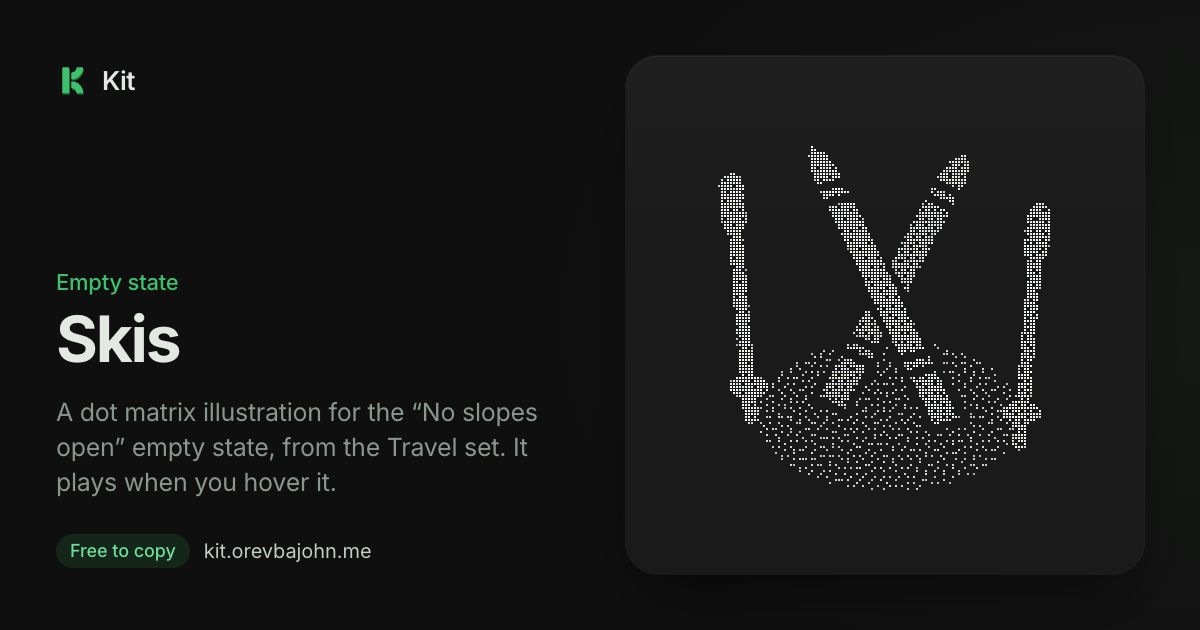 Kit
Empty state
Skis
A dot matrix illustration for the “No slopes
open” empty state, from the Travel set. It
plays when you hover it.
Free to copy
kit.orevbajohn.me